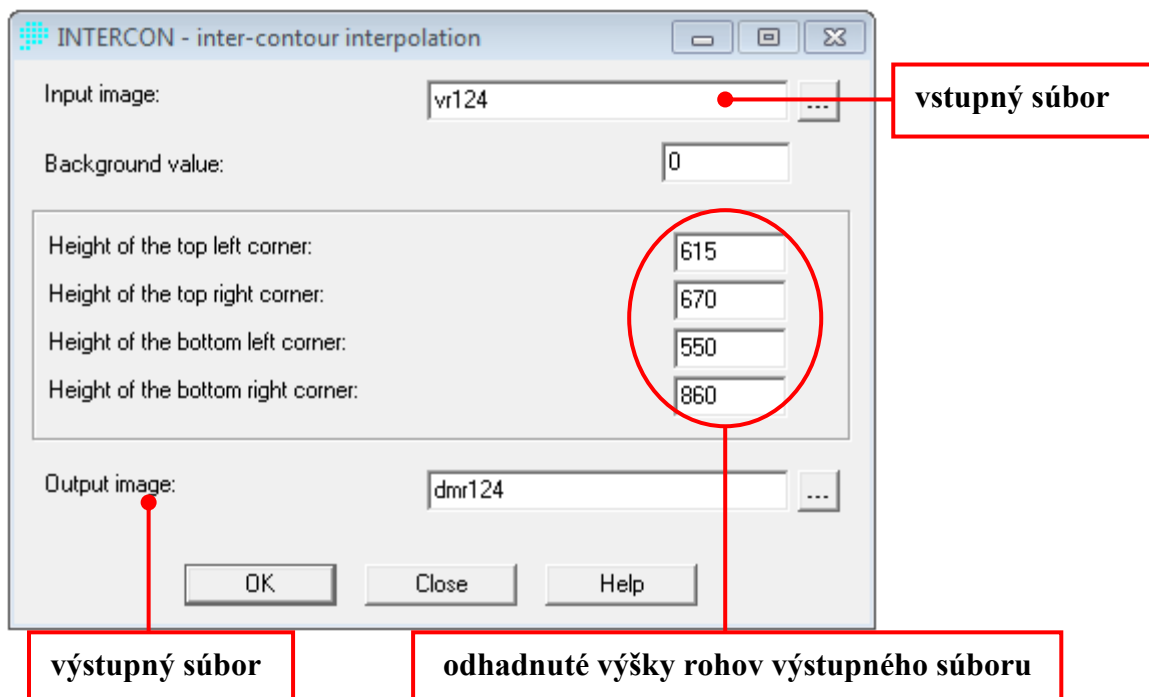 INTERCON - inter-contour interpolation
Input image:
vr124
...
vstupný súbor
Background value:
0
Height of the top left corner:
615
Height of the top right corner:
670
Height of the bottom left corner:
550
Height of the bottom right corner:
860
Output image:
dmr124
...
OK
Close
Help
výstupný súbor
odhadnuté výšky rohov výstupného súboru